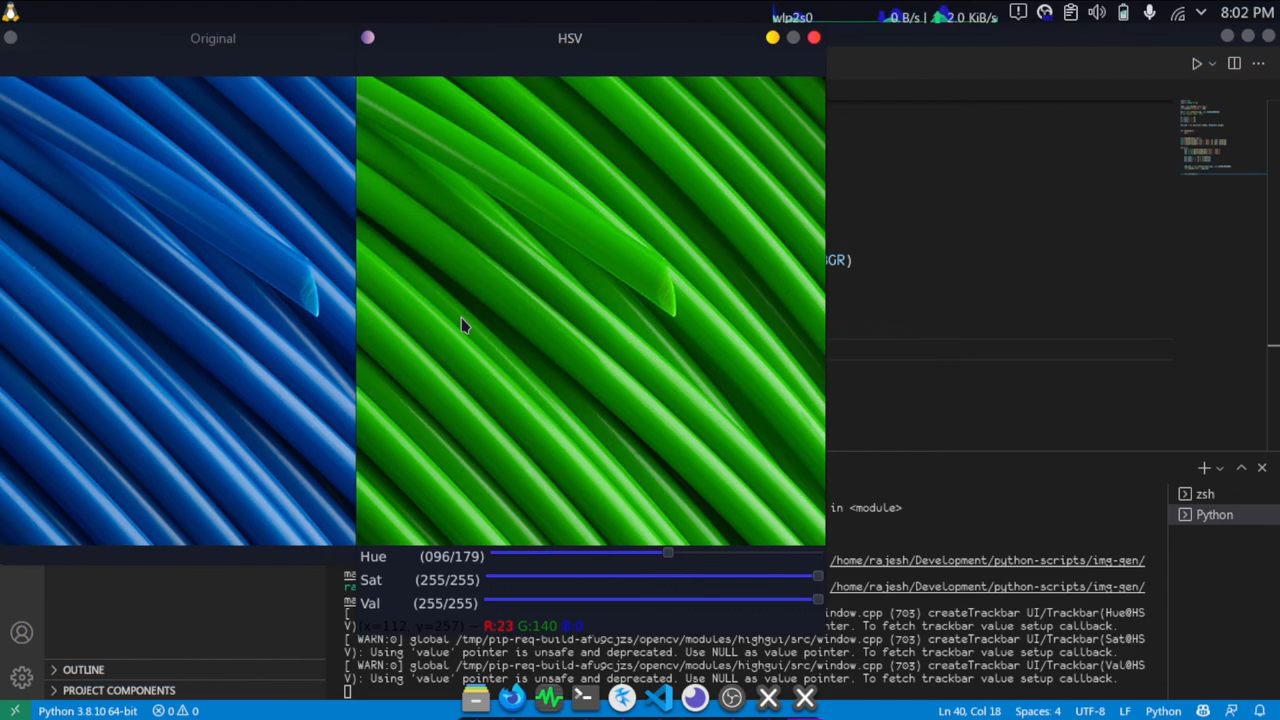 wlp2s0
0 B/s | 2.0 KiB/s
8:02 PM
Original
HSV
GR)
in <module>
zsh
Python
Hue (096/179)
Sat (255/255)
Val (255/255)
(x=112, y=257) ~ R:23 G:140 B:0
/home/rajesh/Development/python-scripts/img-gen/
/home/rajesh/Development/python-scripts/img-gen/
indow.cpp (703) createTrackbar UI/Trackbar(Hue@HS
nter. To fetch trackbar value setup callback.
[ WARN:0] global /tmp/pip-req-build-afu9cjzs/opencv/modules/highgui/src/window.cpp (703) createTrackbar UI/Trackbar(Sat@HS
V): Using 'value' pointer is unsafe and deprecated. Use NULL as value pointer. To fetch trackbar value setup callback.
[ WARN:0] global /tmp/pip-req-build-afu9cjzs/opencv/modules/highgui/src/window.cpp (703) createTrackbar UI/Trackbar(Val@HS
V): Using 'value' pointer is unsafe and deprecated. Use NULL as value pointer. To fetch trackbar value setup callback.
OUTLINE
PROJECT COMPONENTS
Python 3.8.10 64-bit
0 0
Ln 40, Col 18
Spaces: 4
UTF-8
LF
Python